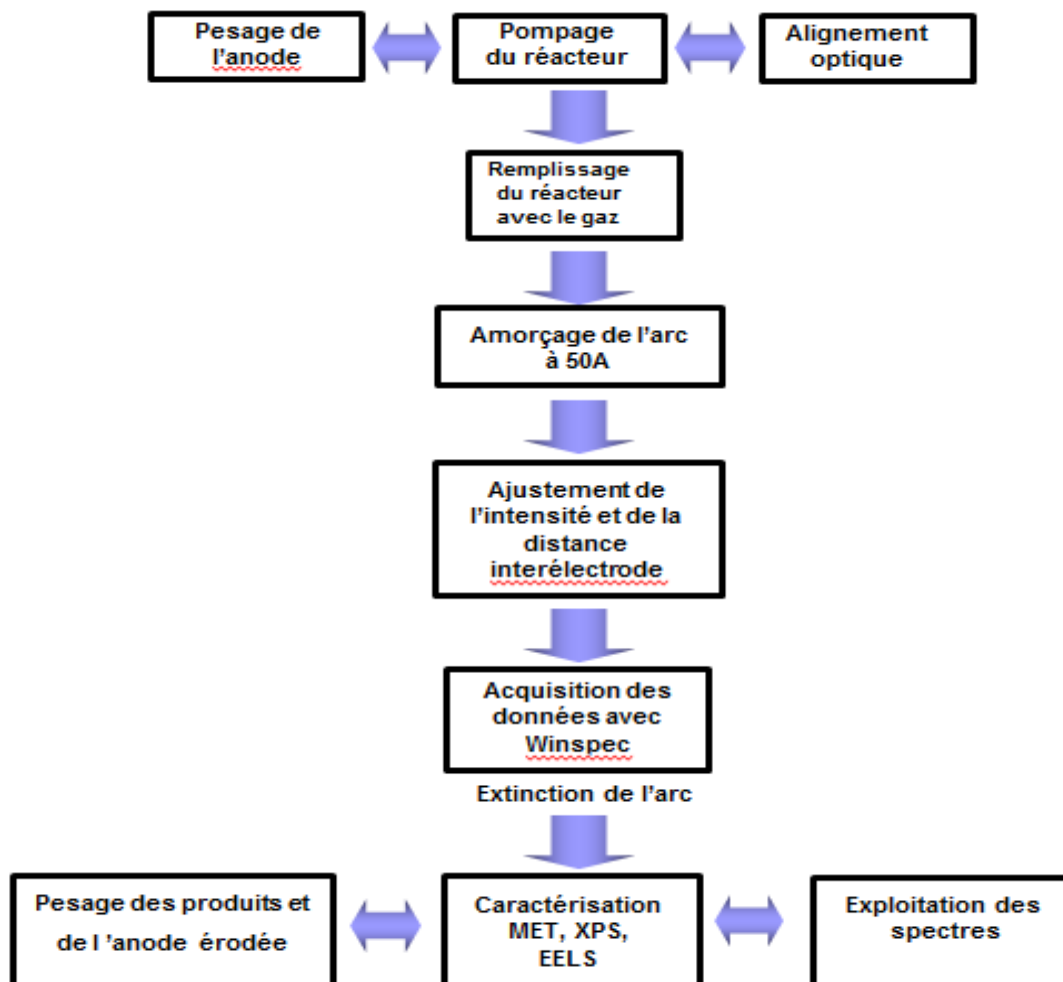 Pesage de
l'anode
Pompage
du réacteur
Alignement
optique
Remplissage
du réacteur
avec le gaz
Amorçage de l'arc
à 50A
Ajustement de
l'intensité et de la
distance
interélectrode
Acquisition des
données avec
Winspec
Extinction de l'arc
Pesage des produits et
de l 'anode érodée
Caractérisation
MET, XPS,
EELS
Exploitation des
spectres